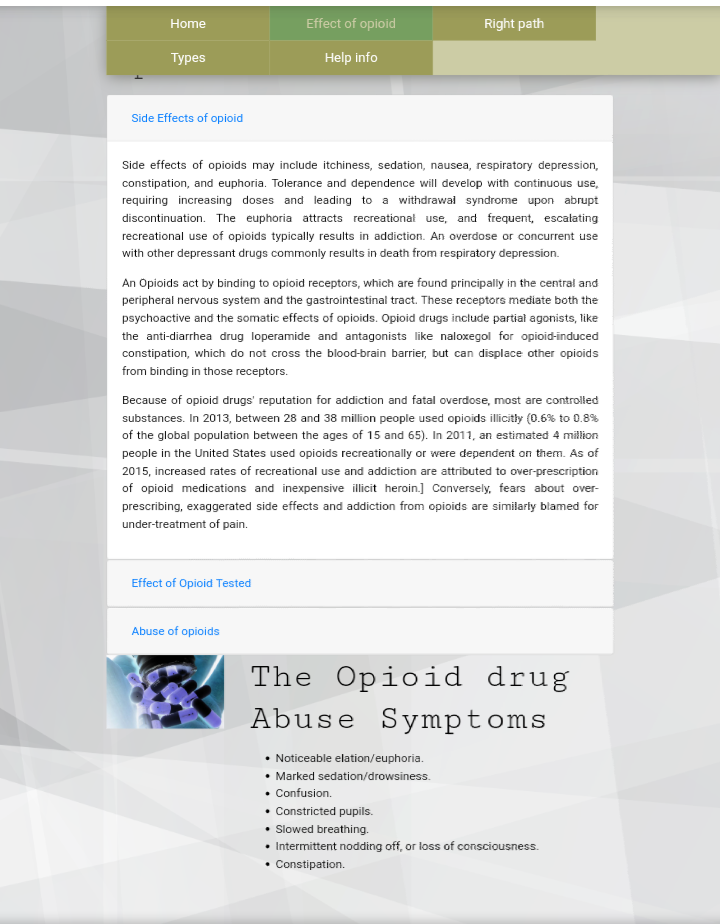 Home
Effect of opioid
Right path
Types
Help info
Side Effects of opioid
Side effects of opioids may include itchiness, sedation, nausea, respiratory depression,
constipation, and euphoria. Tolerance and dependence will develop with continuous use,
requiring increasing doses and leading to a withdrawal syndrome upon abrupt
discontinuation. The euphoria attracts recreational use, and frequent, escalating
recreational use of opioids typically results in addiction. An overdose or concurrent use
with other depressant drugs commonly results in death from respiratory depression.
An Opioids act by binding to opioid receptors, which are found principally in the central and
peripheral nervous system and the gastrointestinal tract. These receptors mediate both the
psychoactive and the somatic effects of opioids. Opioid drugs include partial agonists, like
the anti-diarrhea drug loperamide and antagonists like naloxegol for opioid-induced
constipation, which do not cross the blood-brain barrier, but can displace other opioids
from binding in those receptors.
Because of opioid drugs' reputation for addiction and fatal overdose, most are controlled
substances. In 2013, between 28 and 38 million people used opioids illicitly (0.6% to 0.8%
of the global population between the ages of 15 and 65). In 2011, an estimated 4 million
people in the United States used opioids recreationally or were dependent on them. As of
2015, increased rates of recreational use and addiction are attributed to over-prescription
of opioid medications and inexpensive illicit heroin.] Conversely, fears about over-
prescribing, exaggerated side effects and addiction from opioids are similarly blamed for
under-treatment of pain.
Effect of Opioid Tested
Abuse of opioids
The Opioid drug
Abuse Symptoms
• Noticeable elation/euphoria.
• Marked sedation/drowsiness.
• Confusion.
• Constricted pupils.
• Slowed breathing.
• Intermittent nodding off, or loss of consciousness.
• Constipation.